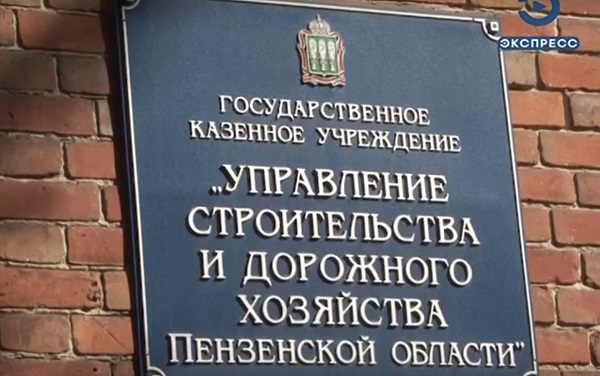 ЭКСПРЕСС
ГОСУДАРСТВЕННОЕ
КАЗЕННОЕ УЧРЕЖДЕНИЕ
„УПРАВЛЕНИЕ
СТРОИТЕЛЬСТВА
И ДОРОЖНОГО
ХОЗЯЙСТВА
ПЕНЗЕНСКОЙ ОБЛАСТИ"